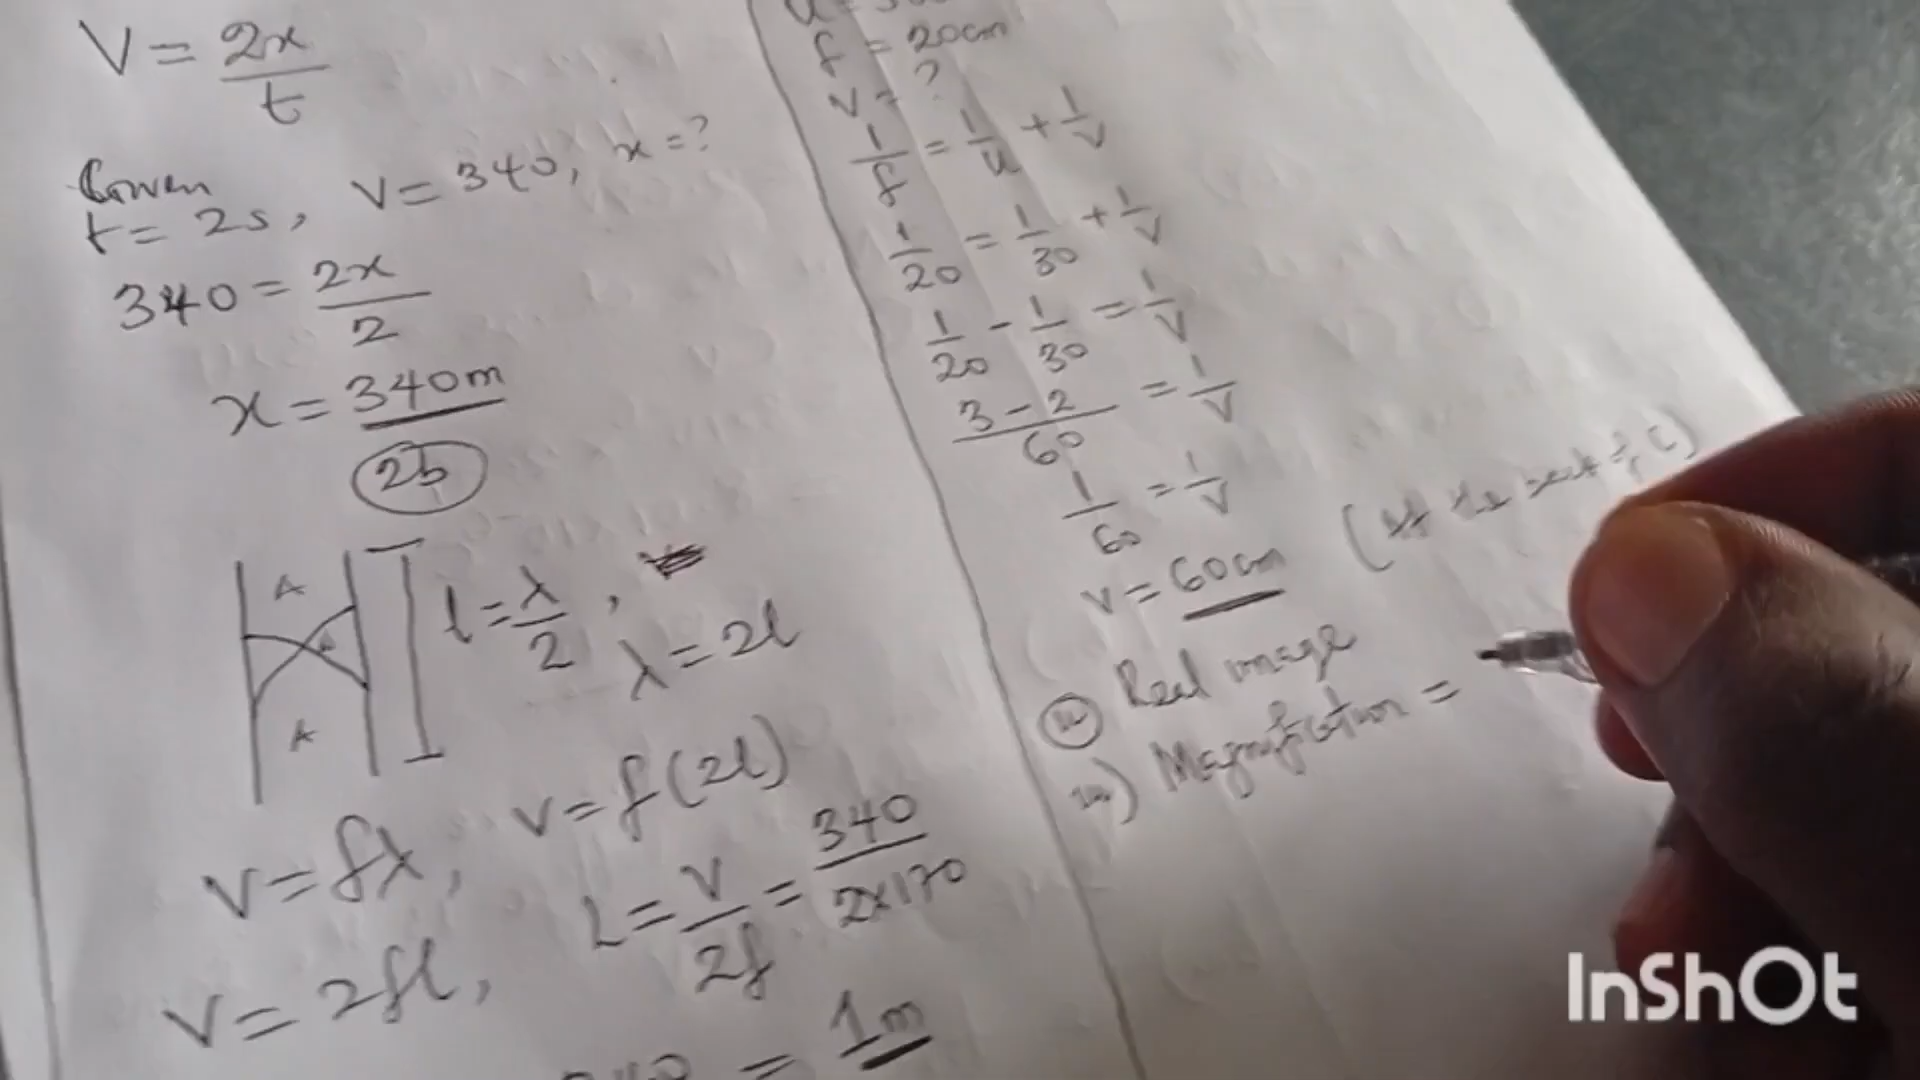 V = 2x/t
Given
t = 2s, V = 340, x = ?
340 = 2x/2
x = 340m
2b
A
A
l = λ/2,
λ = 2l
V = fλ, V = f(2l)
V = 2fl, L = V/2f = 340/2x170
= 1m
f = 20cm
v = ?
1/f = 1/u + 1/v
1/20 = 1/30 + 1/v
1/20 - 1/30 = 1/v
3 - 2/60 = 1/v
1/60 = 1/v
v = 60cm
Real image
Magnification =
InShOt